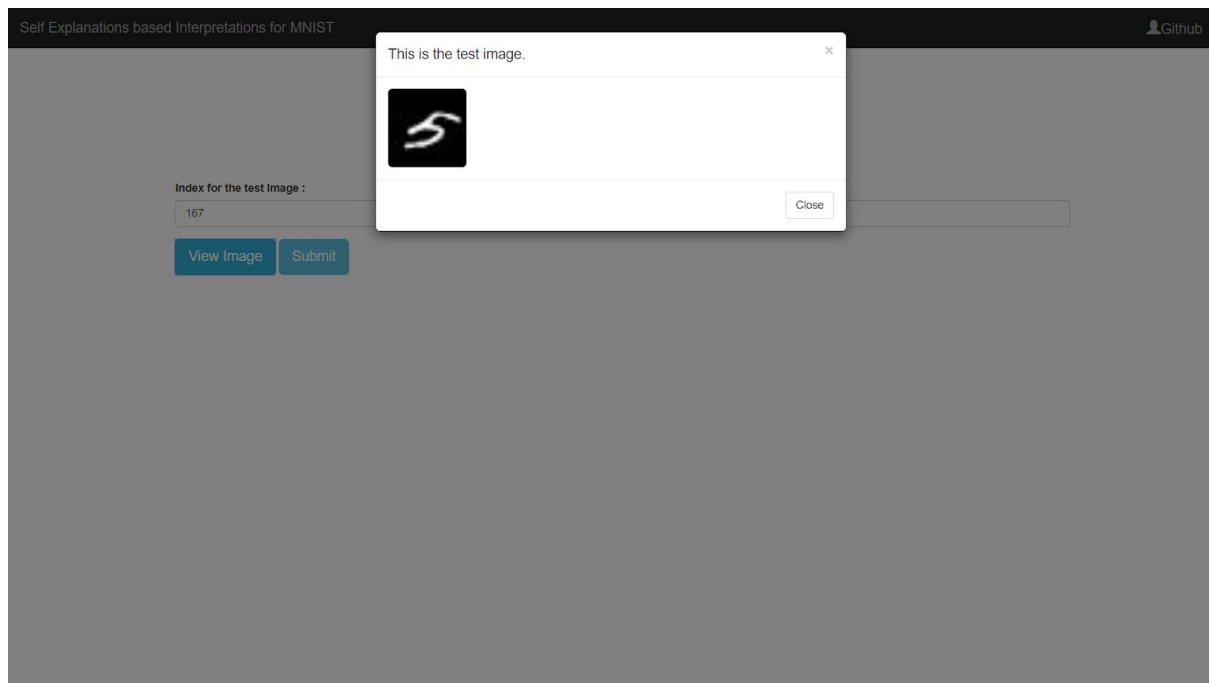 Self Explanations based Interpretations for MNIST
Github
This is the test image.
×
5
Close
Index for the test Image :
167
View Image
Submit